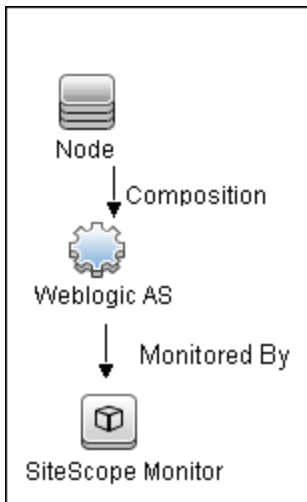 Node
Composition
Weblogic AS
Monitored By
SiteScope Monitor